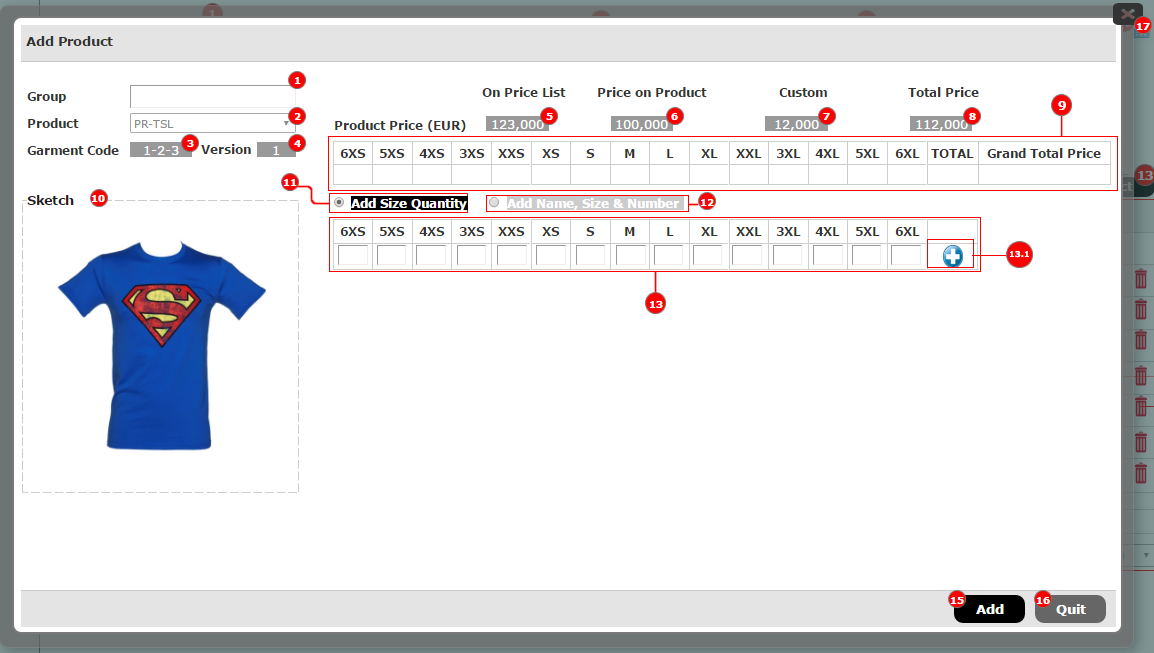 17
Add Product
1
On Price List Price on Product Custom Total Price
Group
9
2 5 6 7 8
Product PR-TSL
Product Price (EUR) 123,000 100,000 12,000 112,000
3 4
Garment Code 1-2-3 Version 1
6XS 5XS 4XS 3XS XXS XS S M L XL XXL 3XL 4XL 5XL 6XL TOTAL Grand Total Price
13
11
ct
Sketch 10
Add Size Quantity Add Name, Size & Number 12
6XS 5XS 4XS 3XS XXS XS S M L XL XXL 3XL 4XL 5XL 6XL
13.1
13
S
15 Add 16 Quit